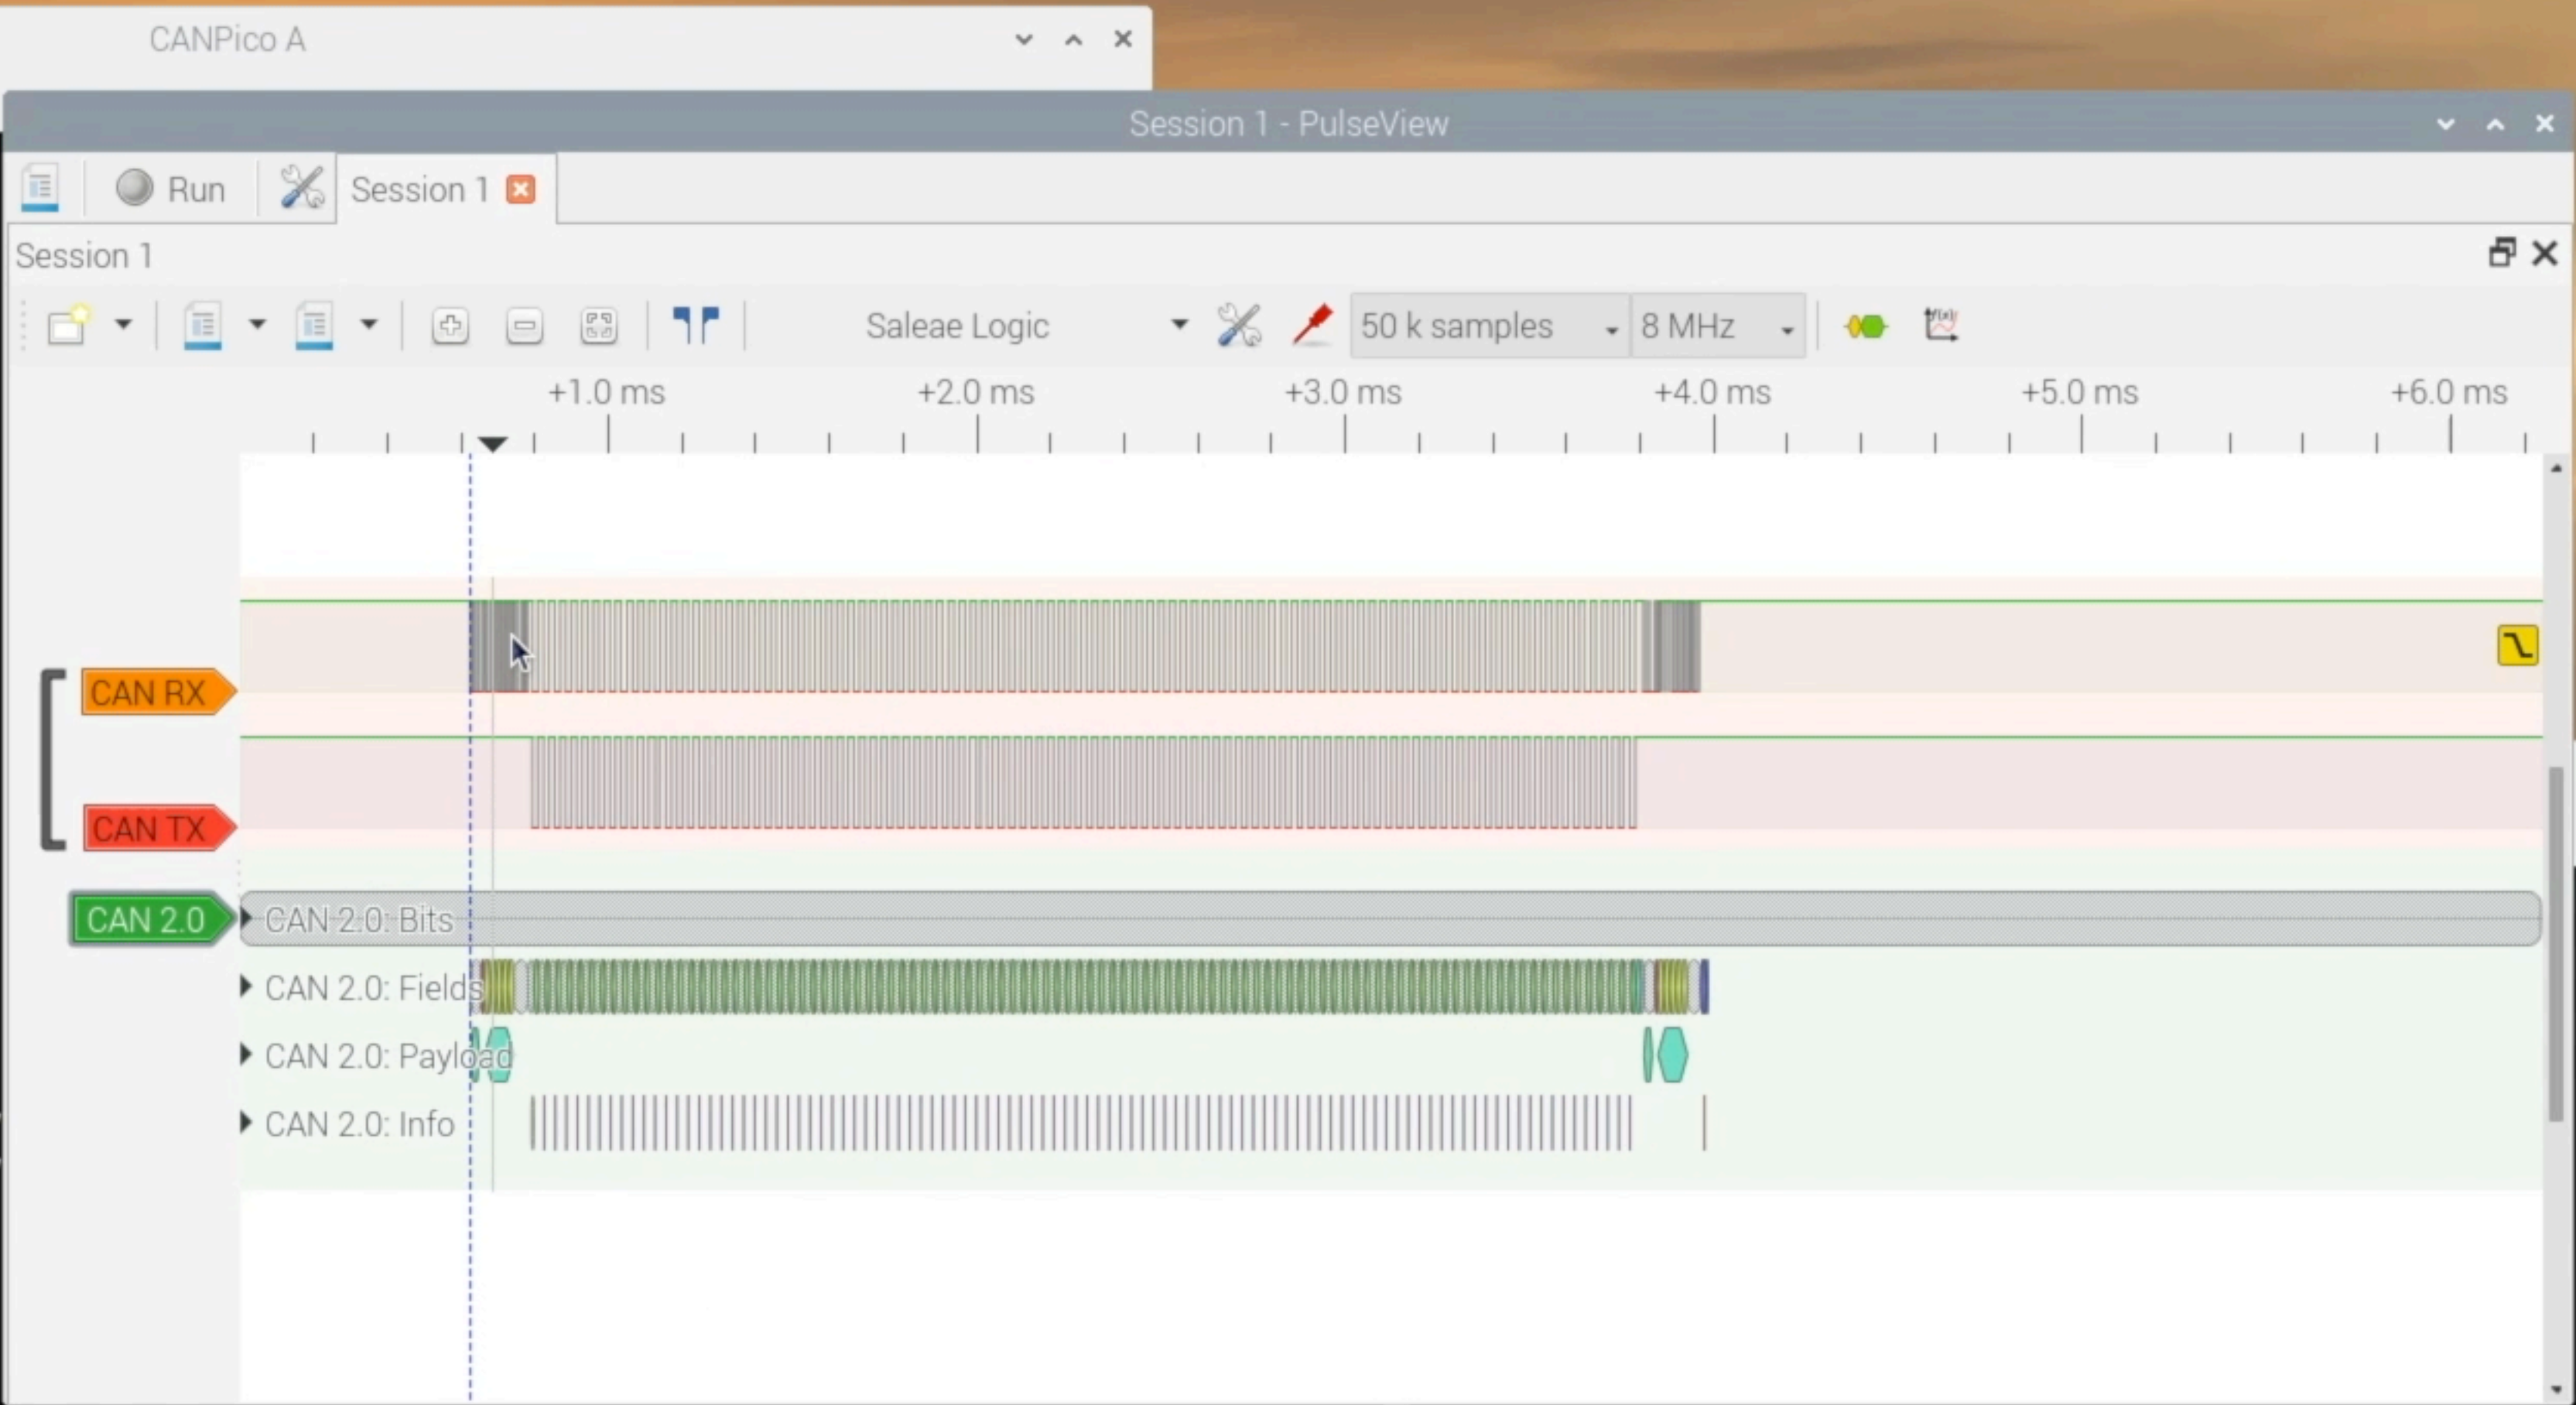 CANPico A
Session 1 - PulseView
Run
Session 1
Session 1
Saleae Logic
50 k samples
8 MHz
f(x)
+1.0 ms
+2.0 ms
+3.0 ms
+4.0 ms
+5.0 ms
+6.0 ms
CAN RX
CAN TX
CAN 2.0
CAN 2.0: Bits
CAN 2.0: Fields
CAN 2.0: Payload
CAN 2.0: Info